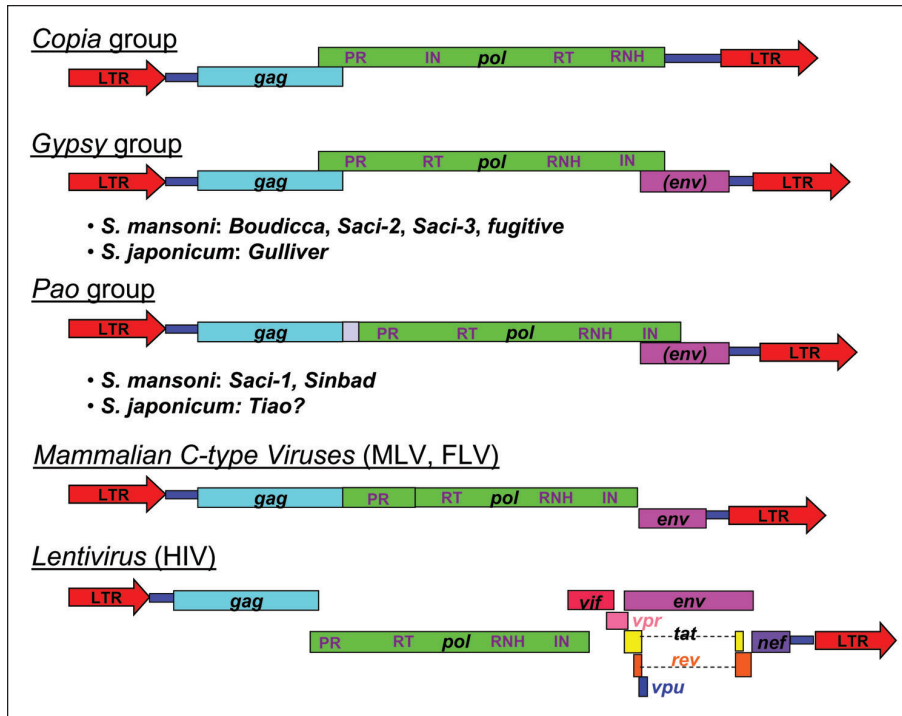 Copia group
PR IN pol RT RNH
LTR gag LTR
Gypsy group
PR RT pol RNH IN
LTR gag (env) LTR
• S. mansoni: Boudicca, Saci-2, Saci-3, fugitive
• S. japonicum: Gulliver
Pao group
LTR gag PR RT pol RNH IN
(env) LTR
• S. mansoni: Saci-1, Sinbad
• S. japonicum: Tiao?
Mammalian C-type Viruses (MLV, FLV)
LTR gag PR RT pol RNH IN
env LTR
Lentivirus (HIV)
LTR gag vif env
vpr
PR RT pol RNH IN tat nef LTR
rev
vpu